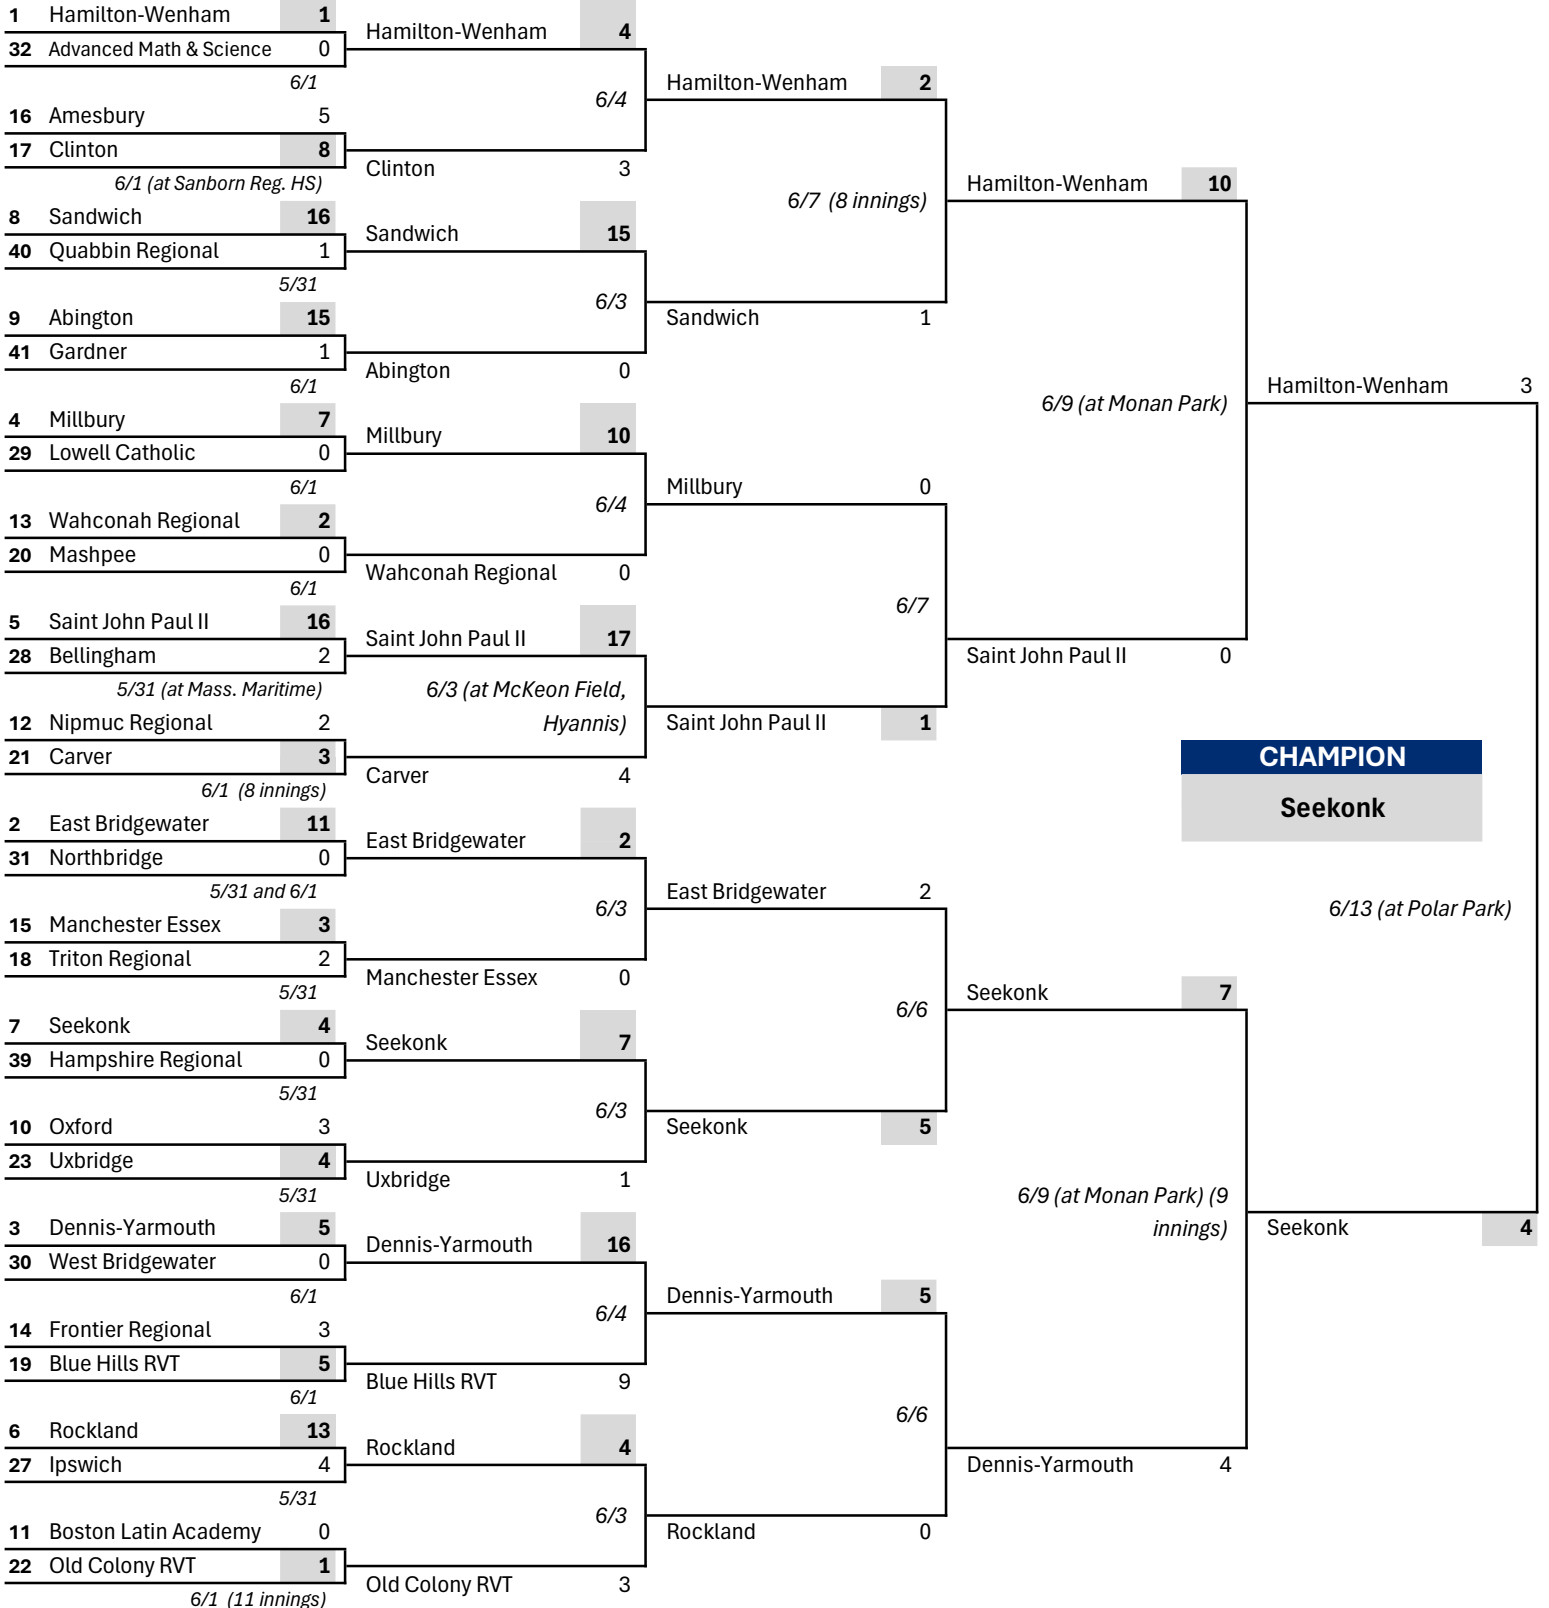 1 Hamilton-Wenham 1
32 Advanced Math & Science 0
6/1
16 Amesbury 5
17 Clinton 8
6/1 (at Sanborn Reg. HS)
8 Sandwich 16
40 Quabbin Regional 1
5/31
9 Abington 15
41 Gardner 1
6/1
4 Millbury 7
29 Lowell Catholic 0
6/1
13 Wahconah Regional 2
20 Mashpee 0
6/1
5 Saint John Paul II 16
28 Bellingham 2
5/31 (at Mass. Maritime)
12 Nipmuc Regional 2
21 Carver 3
6/1 (8 innings)
2 East Bridgewater 11
31 Northbridge 0
5/31 and 6/1
15 Manchester Essex 3
18 Triton Regional 2
5/31
7 Seekonk 4
39 Hampshire Regional 0
5/31
10 Oxford 3
23 Uxbridge 4
5/31
3 Dennis-Yarmouth 5
30 West Bridgewater 0
6/1
14 Frontier Regional 3
19 Blue Hills RVT 5
6/1
6 Rockland 13
27 Ipswich 4
5/31
11 Boston Latin Academy 0
22 Old Colony RVT 1
6/1 (11 innings)
Hamilton-Wenham 4
6/4
Clinton 3
Sandwich 15
6/3
Abington 0
Millbury 10
6/4
Wahconah Regional 0
Saint John Paul II 17
6/3 (at McKeon Field,
Hyannis)
Carver 4
East Bridgewater 2
6/3
Manchester Essex 0
Seekonk 7
6/3
Uxbridge 1
Dennis-Yarmouth 16
6/4
Blue Hills RVT 9
Rockland 4
6/3
Old Colony RVT 3
Hamilton-Wenham 2
6/7 (8 innings)
Sandwich 1
Millbury 0
6/7
Saint John Paul II 1
East Bridgewater 2
6/6
Seekonk 5
Dennis-Yarmouth 5
6/6
Rockland 0
Hamilton-Wenham 10
6/9 (at Monan Park)
Saint John Paul II 0
Seekonk 7
6/9 (at Monan Park) (9
innings)
Dennis-Yarmouth 4
Hamilton-Wenham 3
6/13 (at Polar Park)
Seekonk 4
CHAMPION
Seekonk